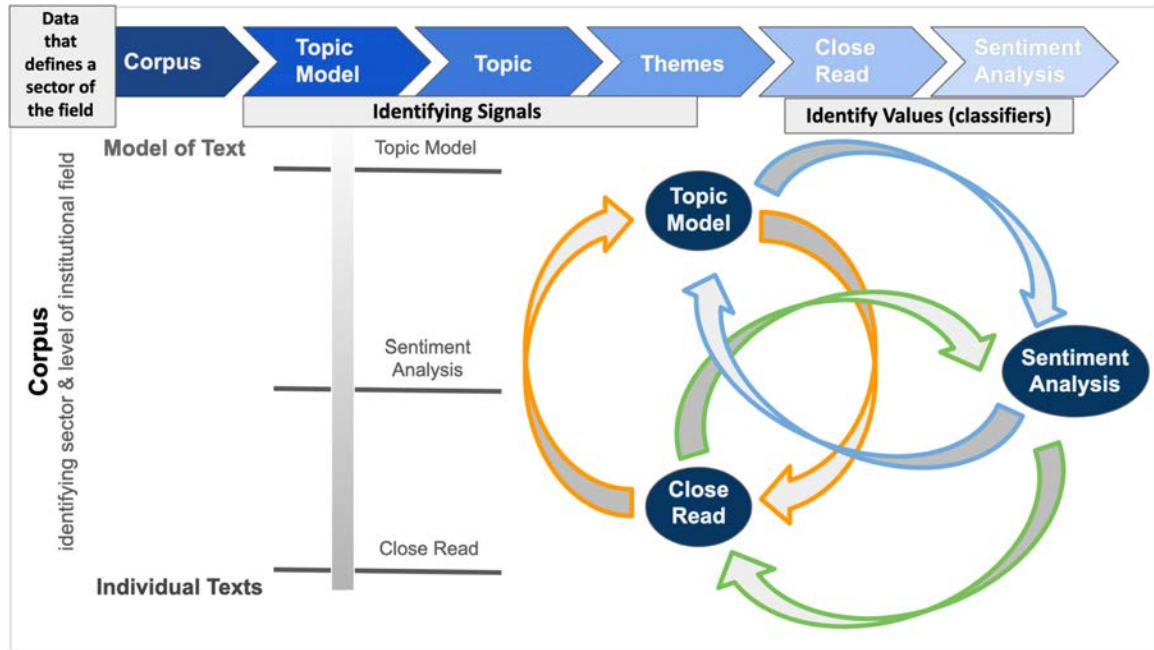 Data
that
defines a
sector
of the
field
Corpus
Topic
Model
Topic
Themes
Close
Read
Sentiment
Analysis
Identifying Signals
Identify Values (classifiers)
Model of Text
Topic Model
Corpus
identifying sector & level of institutional field
Sentiment
Analysis
Close Read
Individual Texts
Topic
Model
Sentiment
Analysis
Close
Read